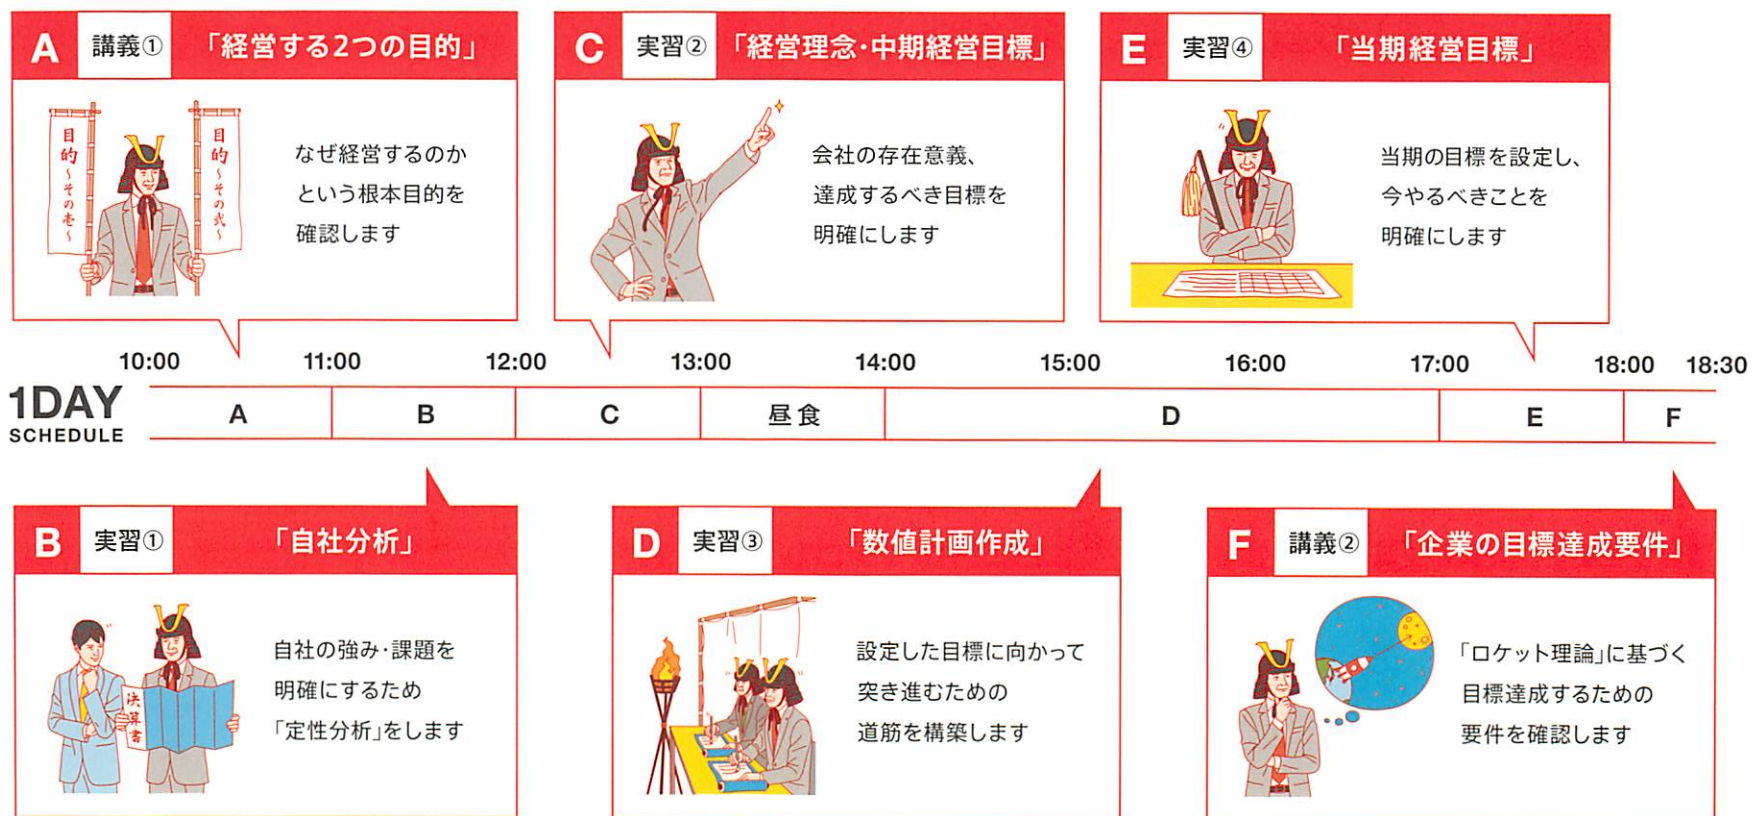 A 講義① 「経営する2つの目的」
目的〜その壱〜
目的〜その弐〜
なぜ経営するのか
という根本目的を
確認します
C 実習② 「経営理念・中期経営目標」
会社の存在意義、
達成するべき目標を
明確にします
E 実習④ 「当期経営目標」
当期の目標を設定し、
今やるべきことを
明確にします
10:00 11:00 12:00 13:00 14:00 15:00 16:00 17:00 18:00 18:30
1DAY
SCHEDULE
A B C 昼食 D E F
B 実習① 「自社分析」
決算書
自社の強み・課題を
明確にするため
「定性分析」をします
D 実習③ 「数値計画作成」
設定した目標に向かって
突き進むための
道筋を構築します
F 講義② 「企業の目標達成要件」
「ロケット理論」に基づく
目標達成するための
要件を確認します